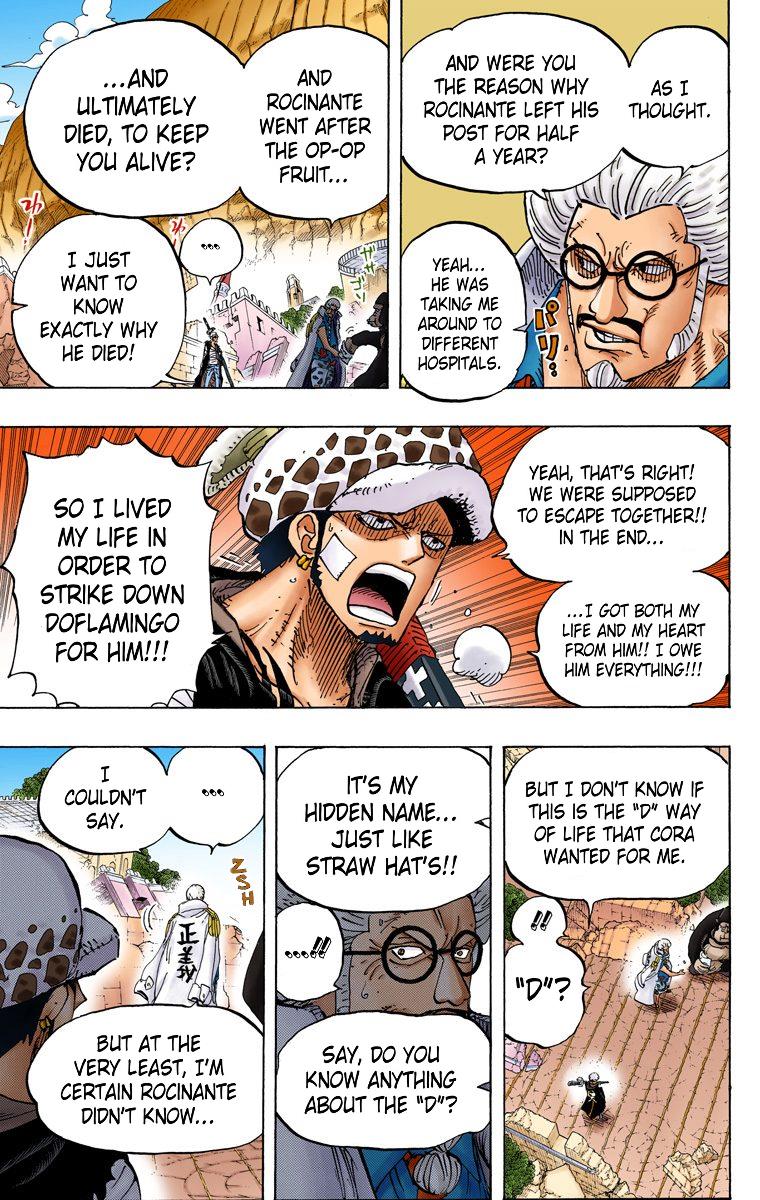 AS I
THOUGHT.
AND WERE YOU
THE REASON WHY
ROCINANTE LEFT HIS
POST FOR HALF
A YEAR?
YEAH...
HE WAS
TAKING ME
AROUND TO
DIFFERENT
HOSPITALS.
パリ..
AND
ROCINANTE
WENT AFTER
THE OP-OP
FRUIT...
...AND
ULTIMATELY
DIED, TO KEEP
YOU ALIVE?
...
I JUST
WANT TO
KNOW
EXACTLY WHY
HE DIED!
YEAH, THAT'S RIGHT!
WE WERE SUPPOSED
TO ESCAPE TOGETHER!!
IN THE END...
...I GOT BOTH MY
LIFE AND MY HEART
FROM HIM!! I OWE
HIM EVERYTHING!!!
SO I LIVED
MY LIFE IN
ORDER TO
STRIKE DOWN
DOFLAMINGO
FOR HIM!!!
BUT I DON'T KNOW IF
THIS IS THE "D" WAY
OF LIFE THAT CORA
WANTED FOR ME.
!!
"D"?
IT'S MY
HIDDEN NAME...
JUST LIKE
STRAW HAT'S!!
....!!
SAY, DO YOU
KNOW ANYTHING
ABOUT THE "D"?
...
I
COULDN'T
SAY.
ZSH
正義
BUT AT THE
VERY LEAST, I'M
CERTAIN ROCINANTE
DIDN'T KNOW...